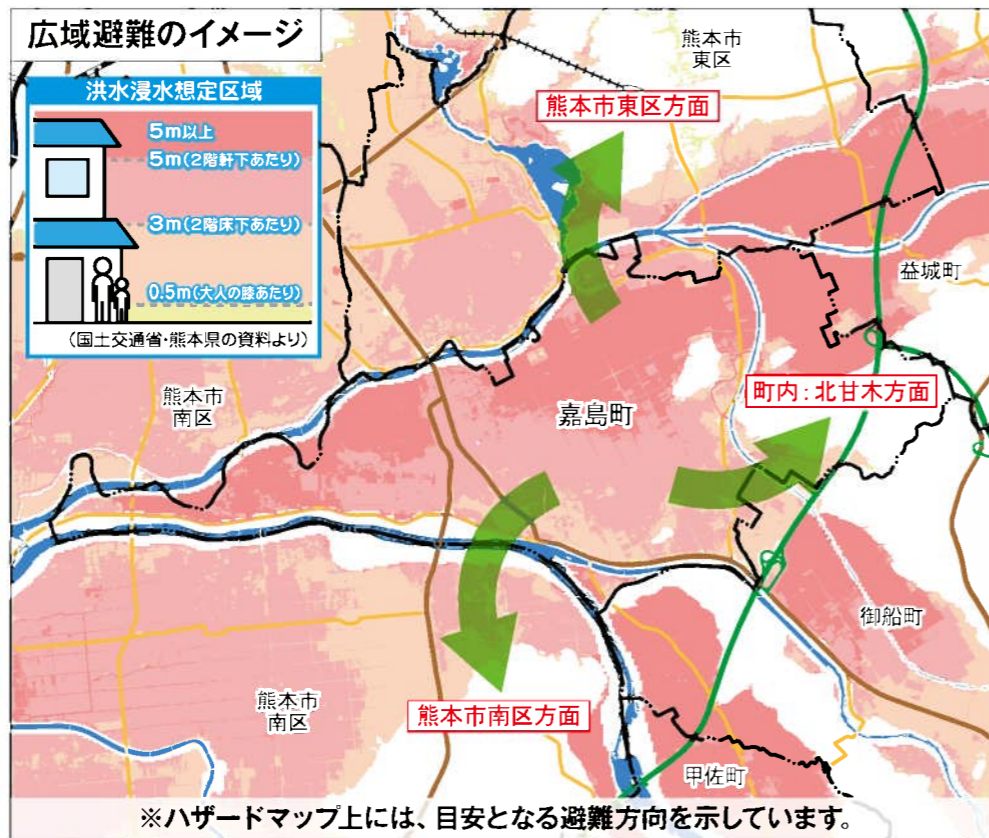 広域避難のイメージ
洪水浸水想定区域
5m以上
5m(2階軒下あたり)
3m(2階床下あたり)
0.5m(大人の膝あたり)
(国土交通省・熊本県の資料より)
熊本市
東区
熊本市東区方面
益城町
町内:北甘木方面
熊本市
南区
嘉島町
御船町
熊本市
南区
熊本市南区方面
甲佐町
※ハザードマップ上には、目安となる避難方向を示しています。